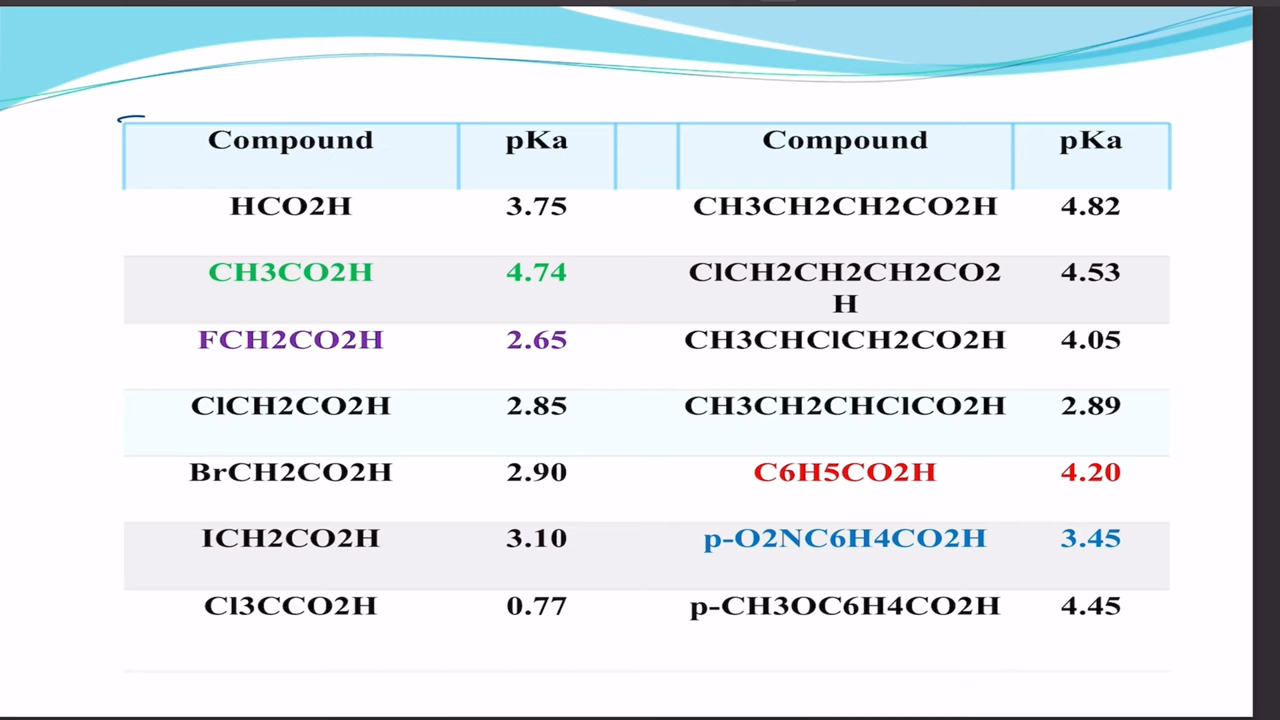 Compound pKa Compound pKa
HCO2H 3.75 CH3CH2CH2CO2H 4.82
CH3CO2H 4.74 ClCH2CH2CH2CO2 4.53
H
FCH2CO2H 2.65 CH3CHClCH2CO2H 4.05
ClCH2CO2H 2.85 CH3CH2CHClCO2H 2.89
BrCH2CO2H 2.90 C6H5CO2H 4.20
ICH2CO2H 3.10 p-O2NC6H4CO2H 3.45
Cl3CCO2H 0.77 p-CH3OC6H4CO2H 4.45